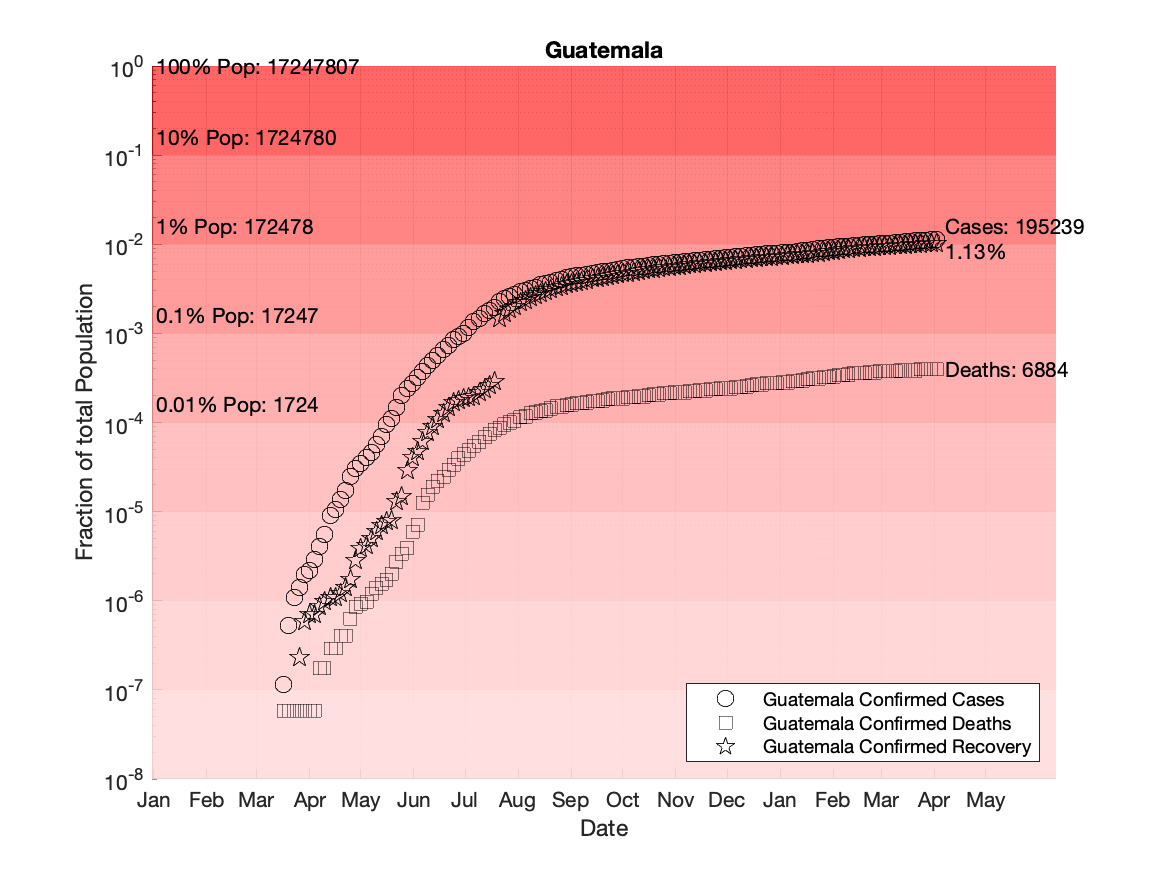 Guatemala
10^0
100% Pop: 17247807
10% Pop: 1724780
10^-1
1% Pop: 172478
Cases: 195239
10^-2
1.13%
0.1% Pop: 17247
10^-3
Deaths: 6884
0.01% Pop: 1724
10^-4
10^-5
10^-6
10^-7
10^-8
Fraction of total Population
Guatemala Confirmed Cases
Guatemala Confirmed Deaths
Guatemala Confirmed Recovery
Jan Feb Mar Apr May Jun Jul Aug Sep Oct Nov Dec Jan Feb Mar Apr May
Date